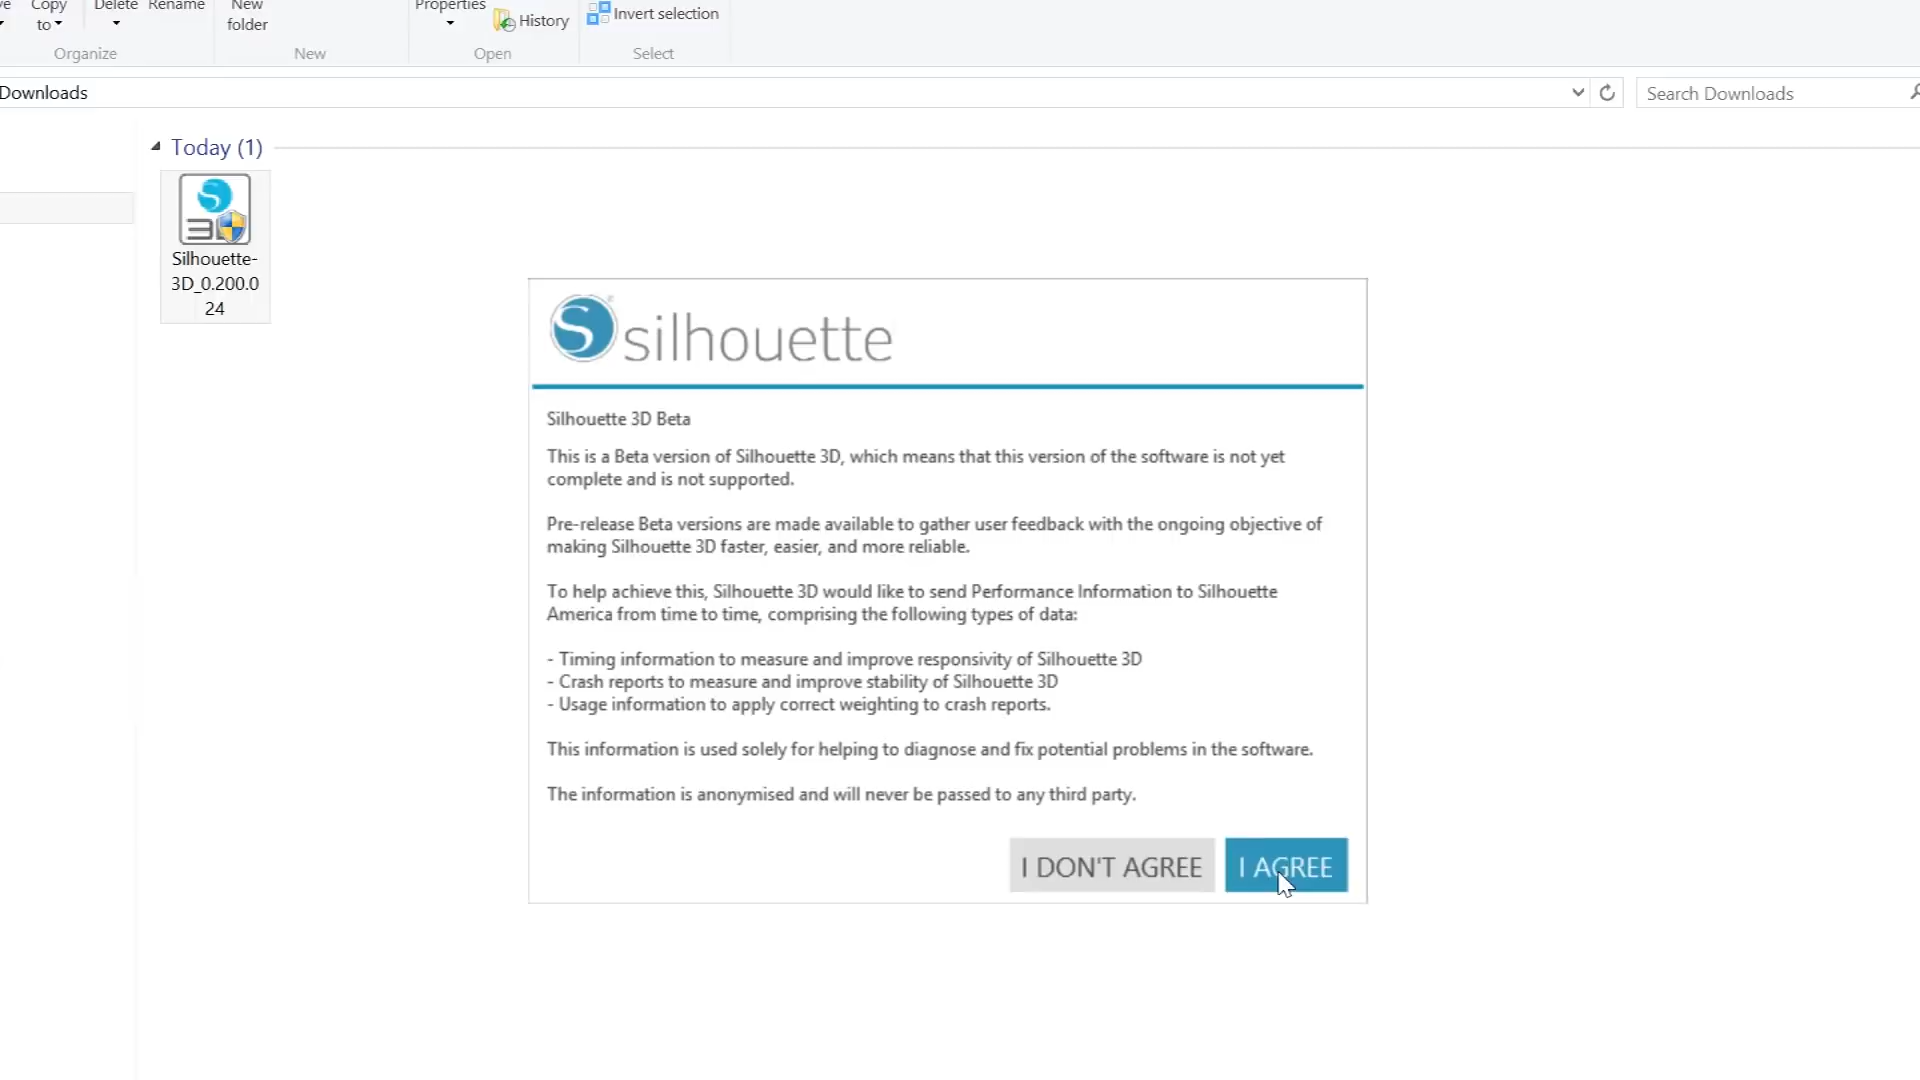 Copy
to
Delete
Rename
New
folder
Properties
History
Invert selection
Organize
New
Open
Select
Downloads
Search Downloads
Today (1)
Silhouette-
3D_0.200.0
24
S silhouette
Silhouette 3D Beta
This is a Beta version of Silhouette 3D, which means that this version of the software is not yet
complete and is not supported.
Pre-release Beta versions are made available to gather user feedback with the ongoing objective of
making Silhouette 3D faster, easier, and more reliable.
To help achieve this, Silhouette 3D would like to send Performance Information to Silhouette
America from time to time, comprising the following types of data:
- Timing information to measure and improve responsivity of Silhouette 3D
- Crash reports to measure and improve stability of Silhouette 3D
- Usage information to apply correct weighting to crash reports.
This information is used solely for helping to diagnose and fix potential problems in the software.
The information is anonymised and will never be passed to any third party.
I DON'T AGREE
I AGREE